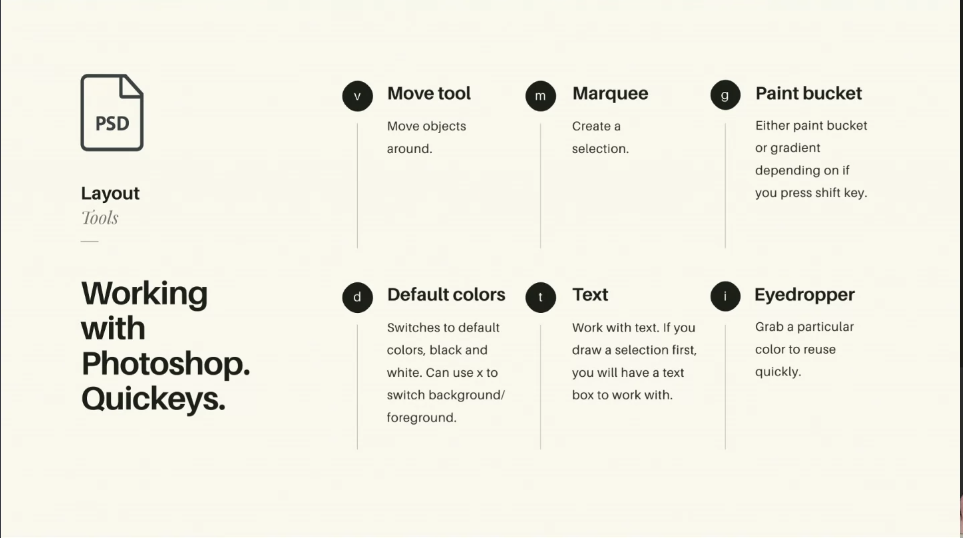 PSD
Layout
Tools
Working
with
Photoshop.
Quickeys.
v
Move tool
Move objects
around.
m
Marquee
Create a
selection.
g
Paint bucket
Either paint bucket
or gradient
depending on if
you press shift key.
d
Default colors
Switches to default
colors, black and
white. Can use x to
switch background/
foreground.
t
Text
Work with text. If you
draw a selection first,
you will have a text
box to work with.
i
Eyedropper
Grab a particular
color to reuse
quickly.